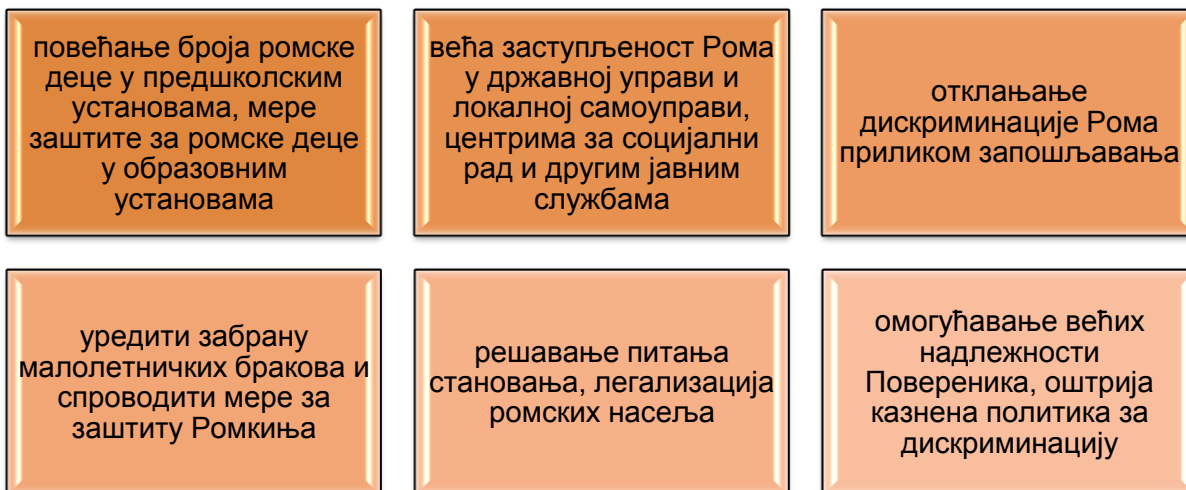 повећање броја ромске
деце у предшколским
установама, мере
заштите за ромске деце
у образовним
установама
већа заступљеност Рома
у државној управи и
локалној самоуправи,
центрима за социјални
рад и другим јавним
службама
отклањање
дискриминације Рома
приликом запошљавања
уредити забрану
малолетничких бракова и
спроводити мере за
заштиту Ромкиња
решавање питања
становања, легализација
ромских насеља
омогућавање већих
надлежности
Повереника, оштрија
казнена политика за
дискриминацију